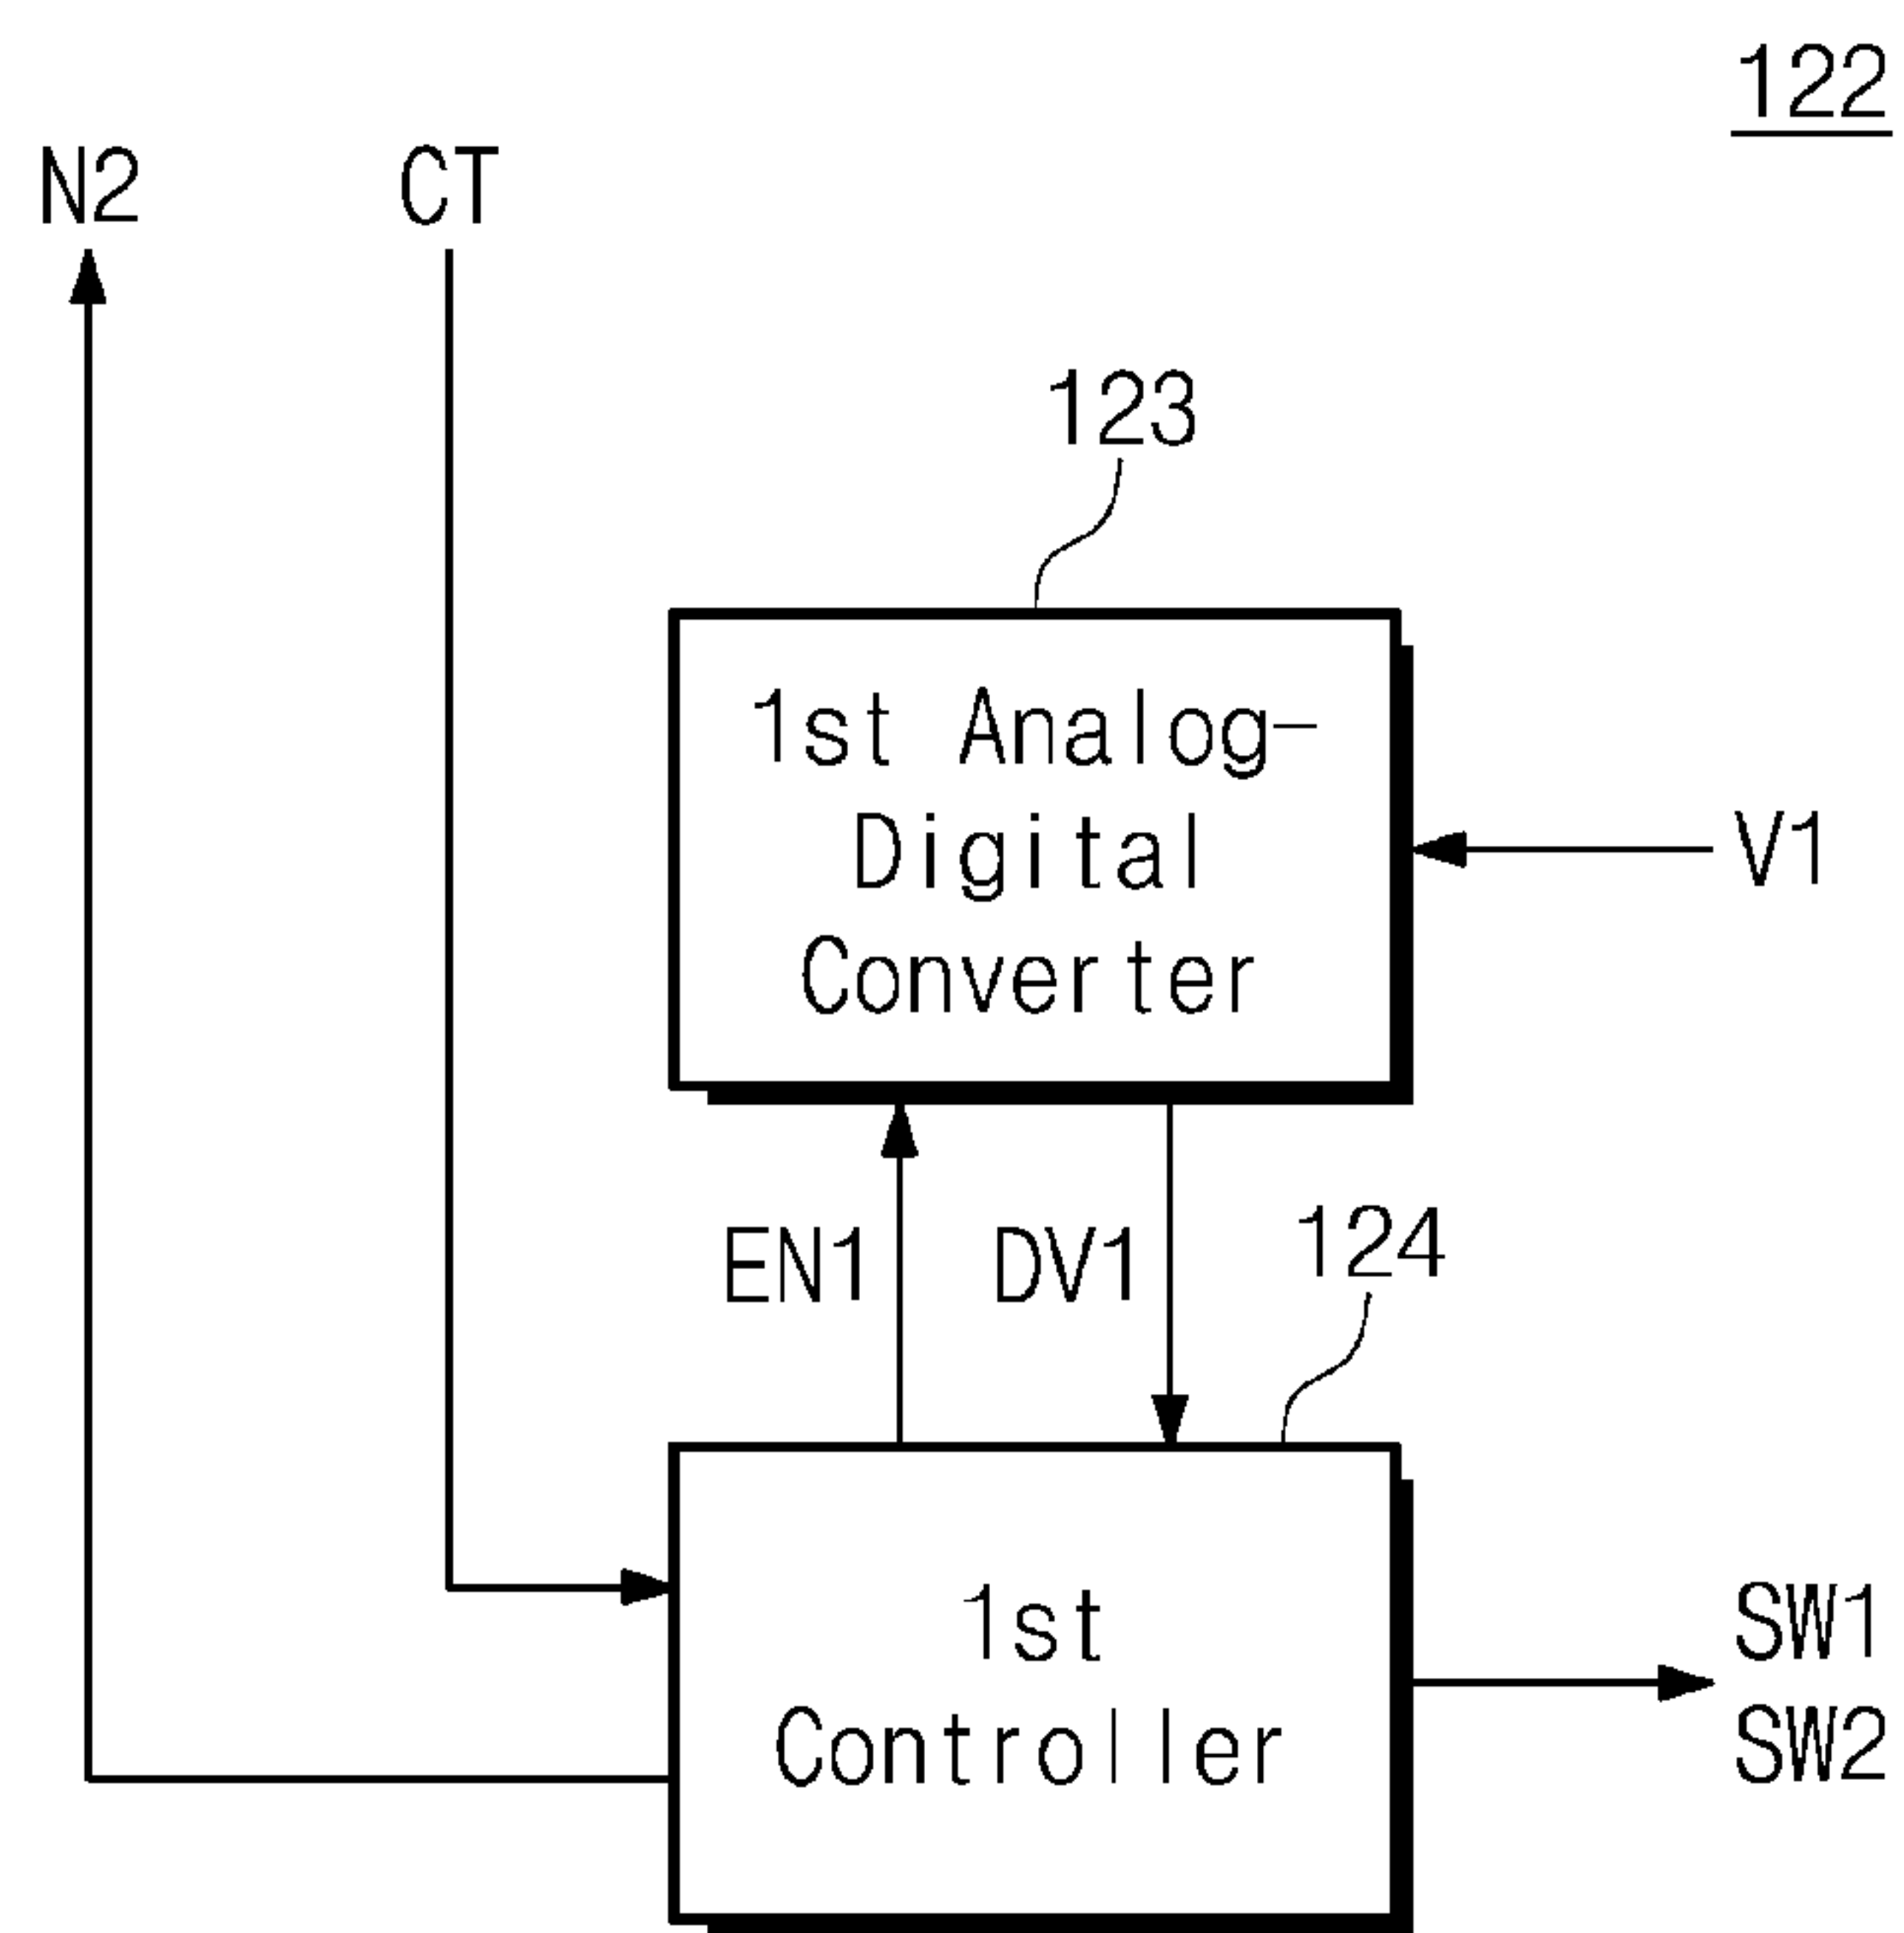 122
N2
CT
123
1st Analog-
Digital
Converter
V1
EN1
DV1
124
1st
Controller
SW1
SW2